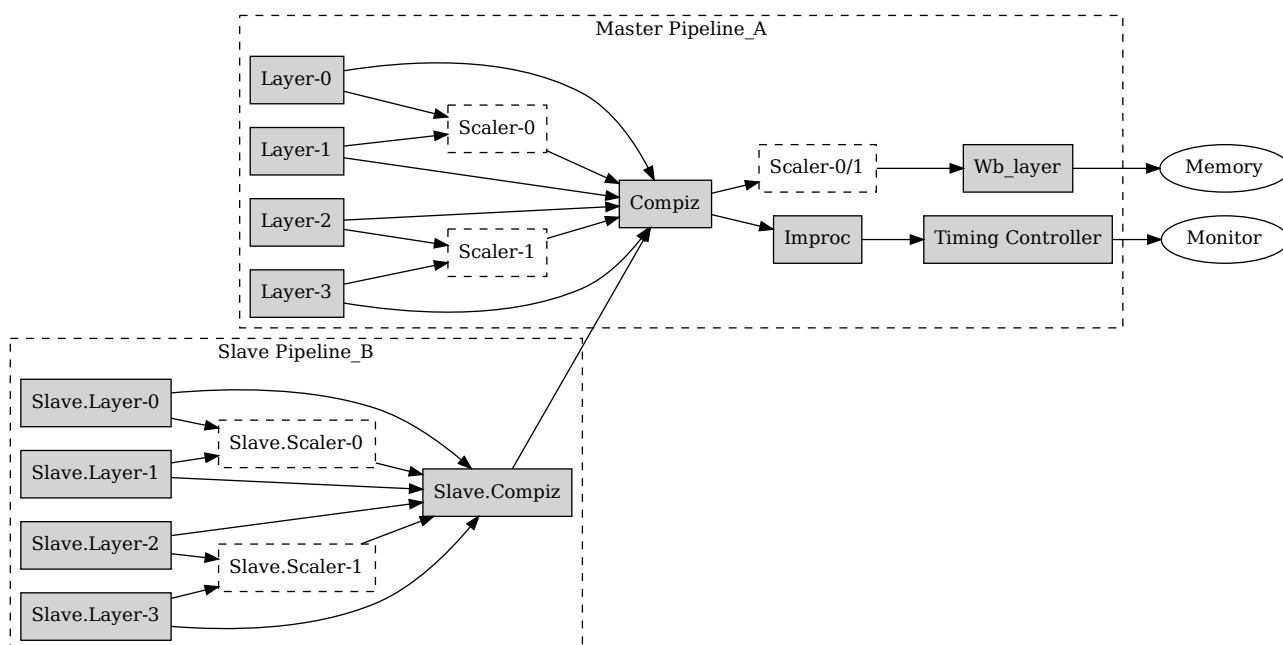 Master Pipeline_A
Layer-0
Layer-1
Layer-2
Layer-3
Scaler-0
Scaler-1
Compiz
Scaler-0/1
Wb_layer
Memory
Improc
Timing Controller
Monitor
Slave Pipeline_B
Slave.Layer-0
Slave.Layer-1
Slave.Layer-2
Slave.Layer-3
Slave.Scaler-0
Slave.Scaler-1
Slave.Compiz